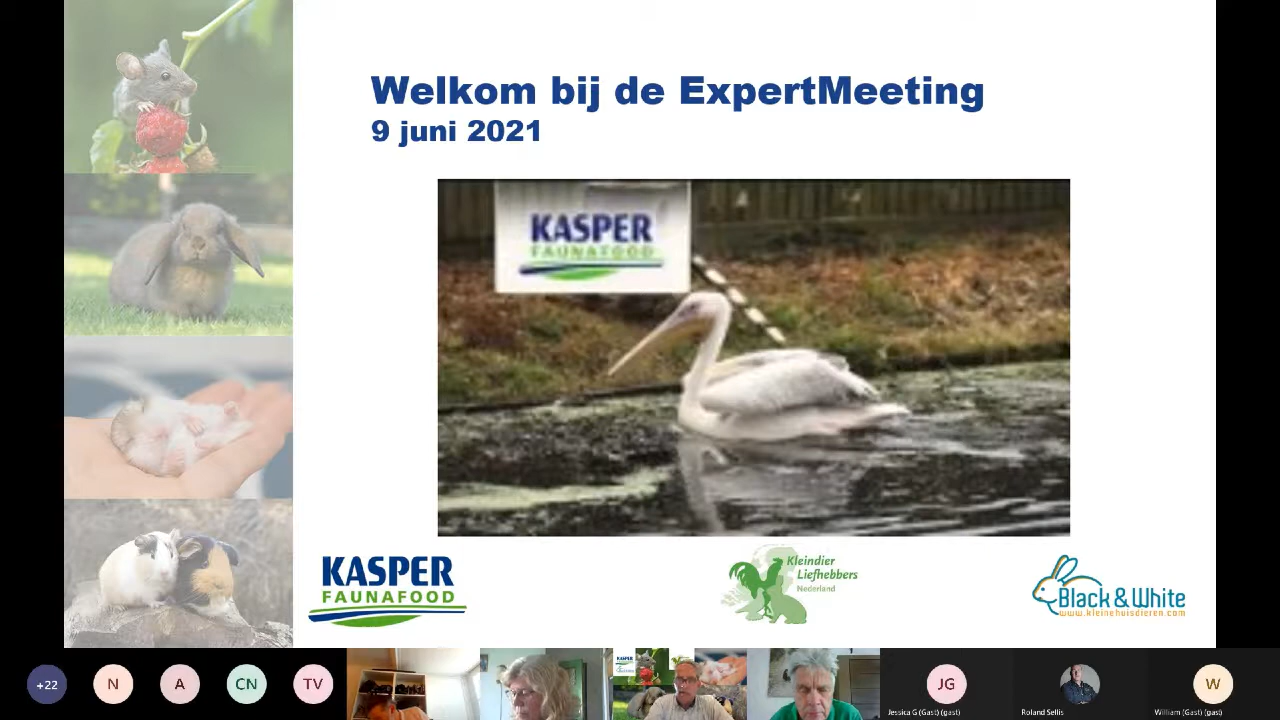 Welkom bij de ExpertMeeting
9 juni 2021
KASPER
FAUNAFOOD
KASPER
FAUNAFOOD
Kleindier
Liefhebbers
Nederland
Black & White
www.kleinehuisdieren.com
+22
N
A
CN
TV
KASPER
JG
W
Jessica G (Gast) (gast)
Roland Sellis
William (Gast) (gast)